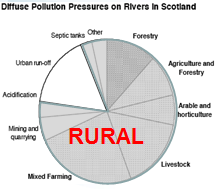 Diffuse Pollution Pressures on Rivers in Scotland
Septic tanks
Other
Forestry
Urban run-off
Agriculture and
Forestry
Acidification
Arable and
horticulture
Mining and
quarrying
RURAL
Livestock
Mixed Farming